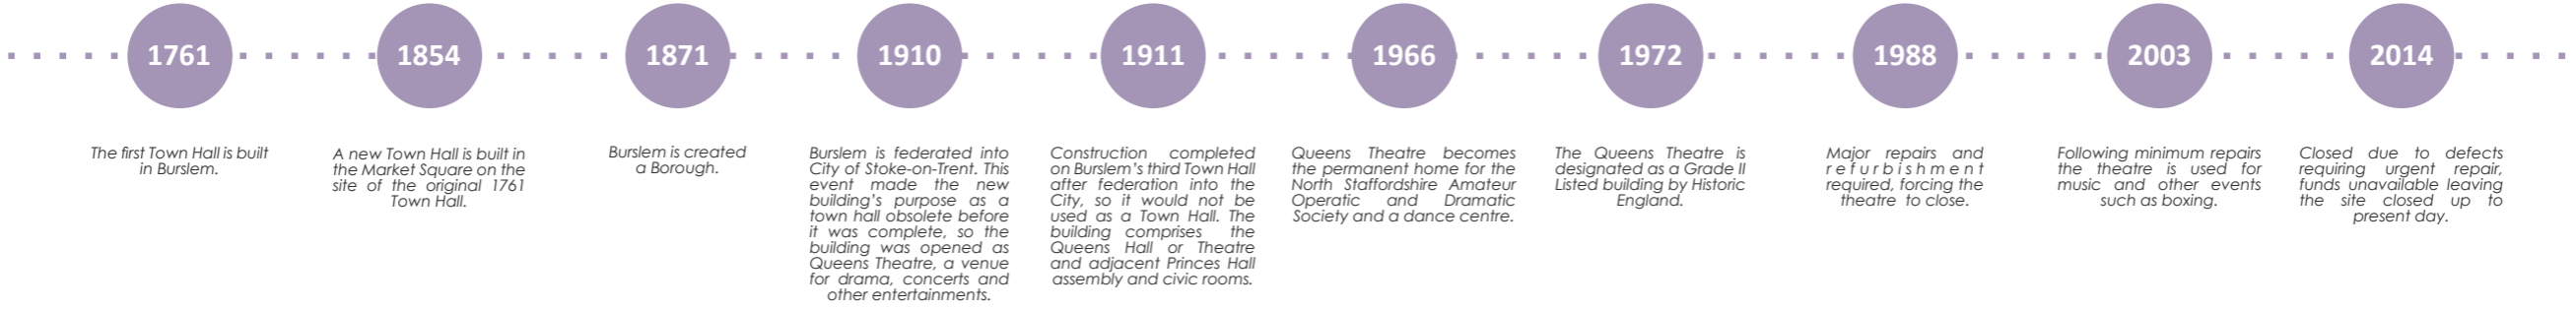 1761
The first Town Hall is built
in Burslem.
1854
A new Town Hall is built in
the Market Square on the
site of the original 1761
Town Hall.
1871
Burslem is created
a Borough.
1910
Burslem is federated into
City of Stoke-on-Trent. This
event made the new
building’s purpose as a
town hall obsolete before
it was complete, so the
building was opened as
Queens Theatre, a venue
for drama, concerts and
other entertainments.
1911
Construction completed
on Burslem’s third Town Hall
after federation into the
City, so it would not be
used as a Town Hall. The
building comprises the
Queens Hall or Theatre
and adjacent Princes Hall
assembly and civic rooms.
1966
Queens Theatre becomes
the permanent home for the
North Staffordshire Amateur
Operatic and Dramatic
Society and a dance centre.
1972
The Queens Theatre is
designated as a Grade II
Listed building by Historic
England.
1988
Major repairs and
refurbishment
required, forcing the
theatre to close.
2003
Following minimum repairs
the theatre is used for
music and other events
such as boxing.
2014
Closed due to defects
requiring urgent repair,
funds unavailable leaving
the site closed up to
present day.